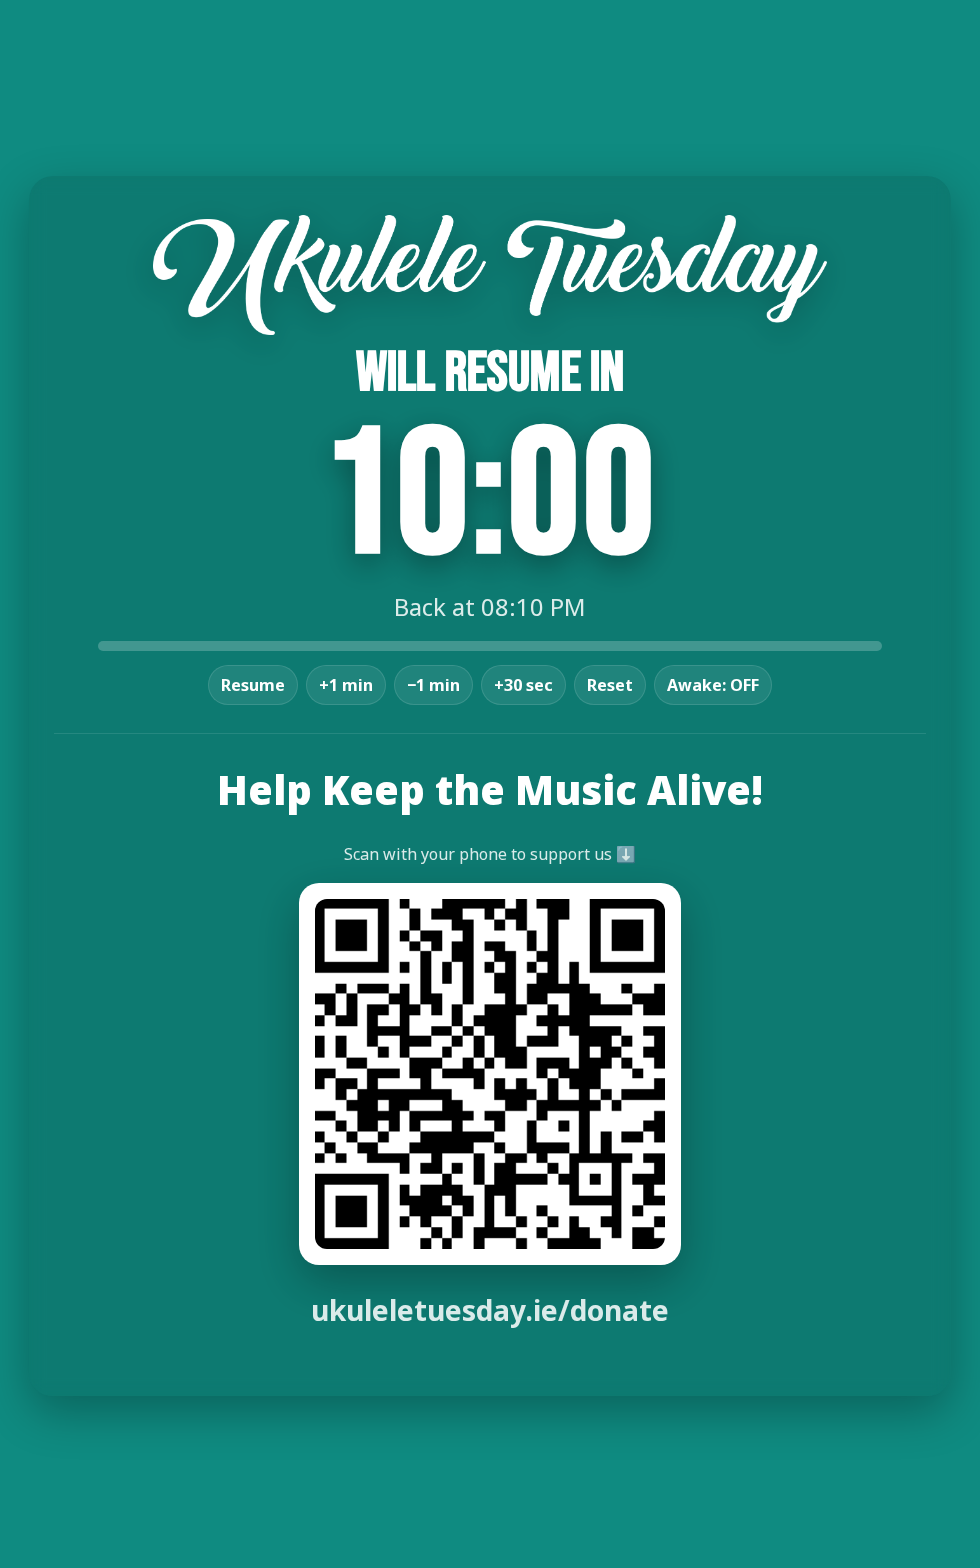 Ukulele Tuesday
WILL RESUME IN
10:00
Back at 08:10 PM
Resume +1 min −1 min +30 sec Reset Awake: OFF
Help Keep the Music Alive!
Scan with your phone to support us ⬇️
ukuleletuesday.ie/donate